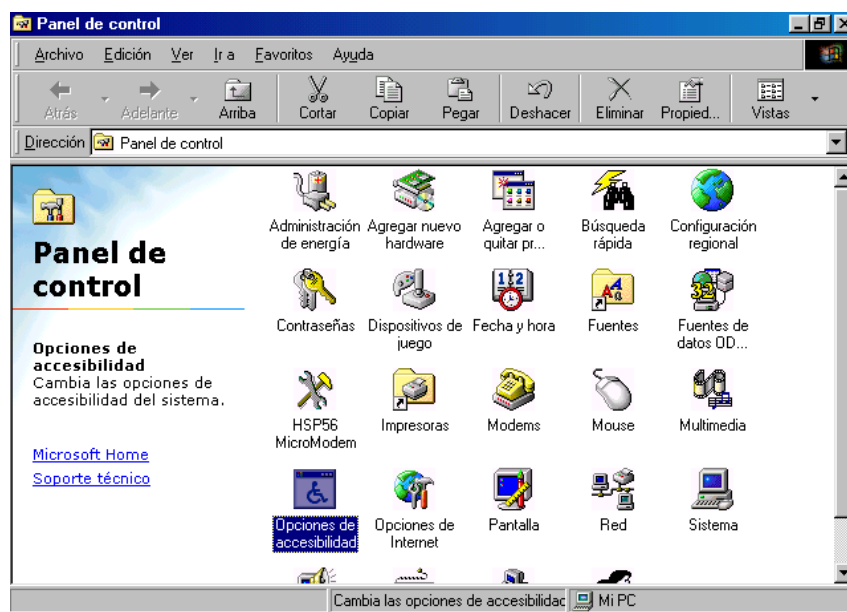 Panel de control
Archivo Edición Ver Ir a Favoritos Ayuda
Atrás Adelante Arriba Cortar Copiar Pegar Deshacer Eliminar Propied... Vistas
Dirección Panel de control
Panel de
control
Opciones de
accesibilidad
Cambia las opciones de
accesibilidad del sistema.
Microsoft Home
Soporte técnico
Administración Agregar nuevo Agregar o Búsqueda Configuración
de energía hardware quitar pr... rápida regional
Contraseñas Dispositivos de Fecha y hora Fuentes Fuentes de
juego datos OD...
HSP56 Impresoras Modems Mouse Multimedia
MicroModem
Opciones de Opciones de Pantalla Red Sistema
accesibilidad Internet
Cambia las opciones de accesibilidad Mi PC